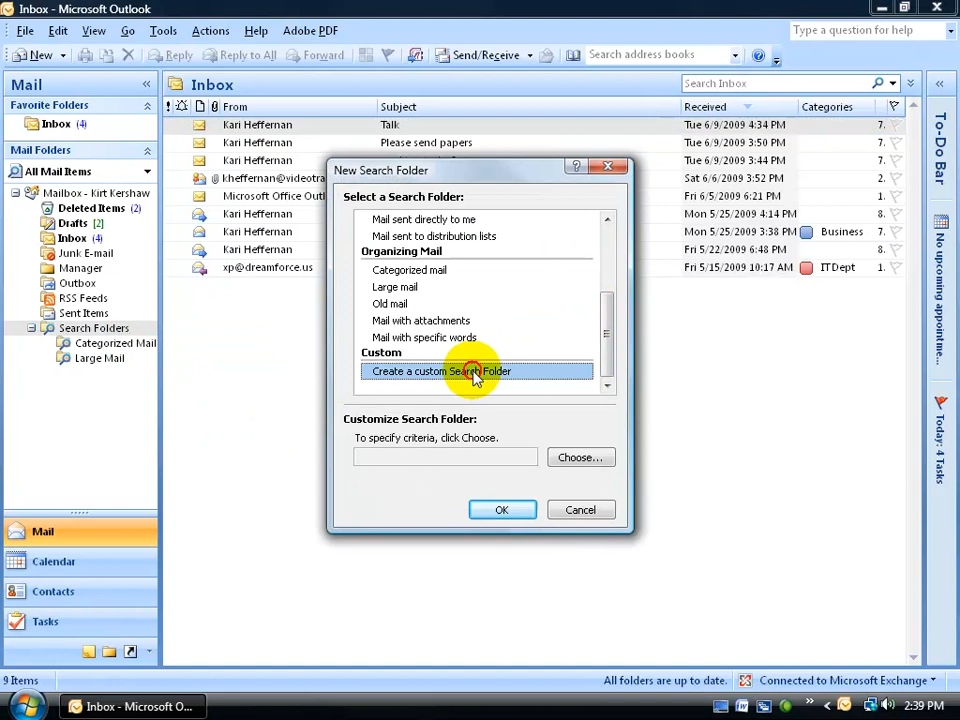 Inbox - Microsoft Outlook
File Edit View Go Tools Actions Help Adobe PDF
Type a question for help
New Reply Reply to All Forward Send/Receive Search address books
Mail «
Inbox
Search Inbox
Favorite Folders
Inbox (4)
Mail Folders
All Mail Items
Mailbox - Kirt Kershaw
Deleted Items (2)
Drafts [2]
Inbox (4)
Junk E-mail
Manager
Outbox
RSS Feeds
Sent Items
Search Folders
Categorized Mail
Large Mail
Mail
Calendar
Contacts
Tasks
From Subject Received Categories
Kari Heffernan Talk Tue 6/9/2009 4:34 PM 7.
Kari Heffernan Please send papers Tue 6/9/2009 3:50 PM 7.
Kari Heffernan Tue 6/9/2009 3:44 PM 7.
kheffernan@videotra Sat 6/6/2009 3:52 PM 7.
Microsoft Office Out 6/5/2009 6:21 PM 7.
Kari Heffernan Mon 5/25/2009 4:14 PM 8.
Kari Heffernan Mon 5/25/2009 3:38 PM Business 7.
Kari Heffernan Fri 5/22/2009 6:48 PM 8.
xp@dreamforce.us Fri 5/15/2009 10:17 AM ITDept 1.
New Search Folder
Select a Search Folder:
Mail sent directly to me
Mail sent to distribution lists
Organizing Mail
Categorized mail
Large mail
Old mail
Mail with attachments
Mail with specific words
Custom
Create a custom Search Folder
Customize Search Folder:
To specify criteria, click Choose.
Choose...
OK Cancel
«
To-Do Bar
No upcoming appointme...
Today: 4 Tasks
9 Items
All folders are up to date. Connected to Microsoft Exchange
Inbox - Microsoft O...
2:39 PM